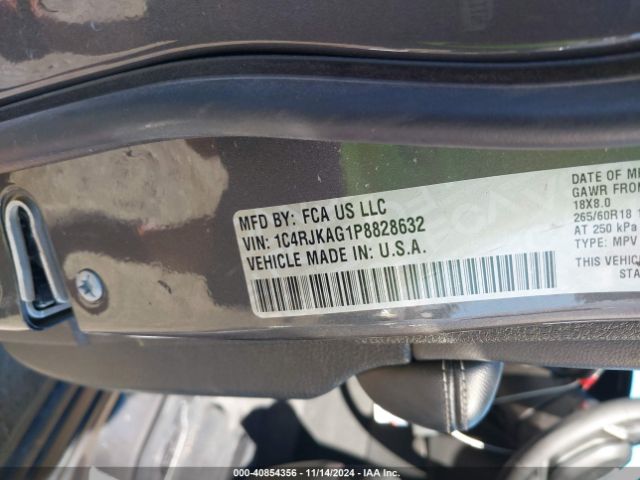 MFD BY: FCA US LLC
VIN: 1C4RJKAG1P8828632
VEHICLE MADE IN: U.S.A.
DATE OF
GAWR FROM
18X8.0
265/60R18
AT 250 kPa
TYPE: MPV
THIS VEHIC
STA
000-40854356 - 11/14/2024 - IAA Inc.